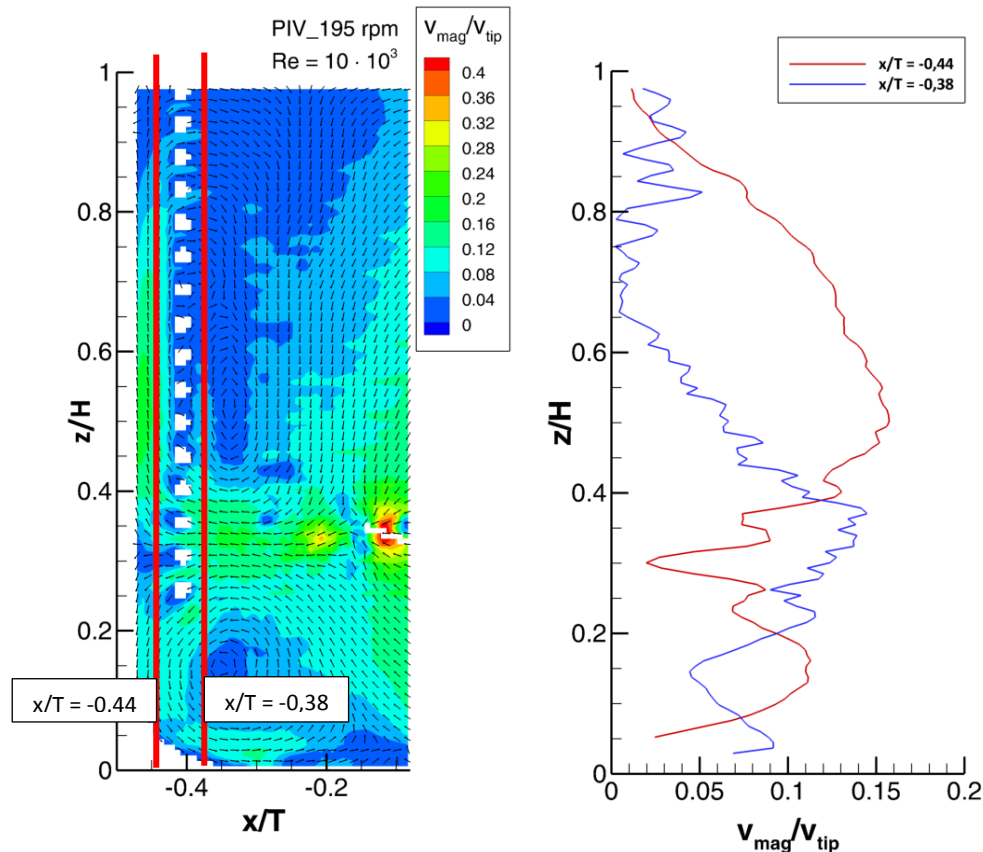 PIV_195 rpm
Re = 10 · 10³
v_mag/v_tip
0.4
0.36
0.32
0.28
0.24
0.2
0.16
0.12
0.08
0.04
0
1
0.8
0.6
0.4
0.2
0
z/H
x/T = -0.44
x/T = -0,38
-0.4
-0.2
x/T
x/T = -0,44
x/T = -0,38
1
0.8
0.6
0.4
0.2
0
z/H
0
0.05
0.1
0.15
0.2
v_mag/v_tip